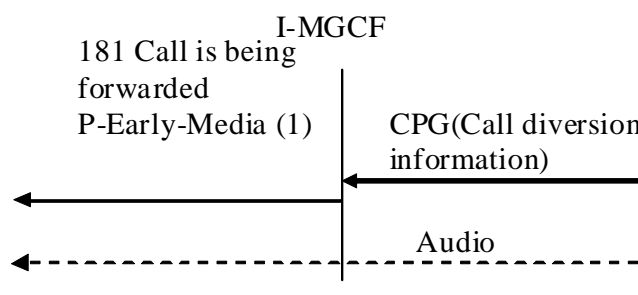 I-MGCF
181 Call is being
forwarded
P-Early-Media (1)
CPG(Call diversion
information)
Audio